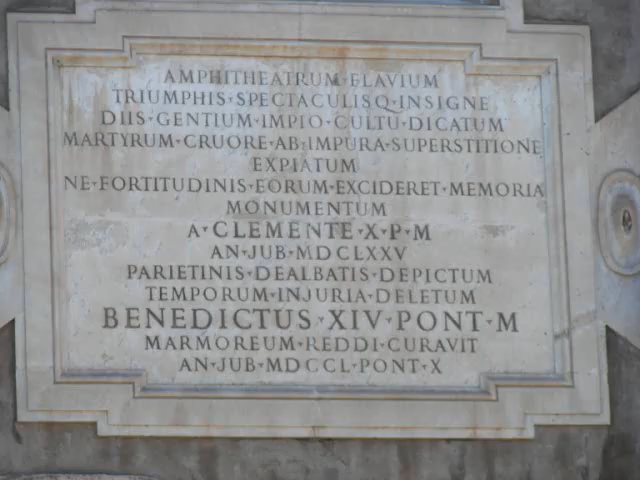 AMPHITHEATRUM·FLAVIUM
TRIUMPHIS·SPECTACULISQ·INSIGNE
DIIS·GENTIUM·IMPIO·CULTU·DICATUM
MARTYRUM·CRUORE·AB·IMPURA·SUPERSTITIONE
EXPIATUM
NE·FORTITUDINIS·EORUM·EXCIDERET·MEMORIA
MONUMENTUM
A·CLEMENTE·X·P·M
AN·JUB·MDCLXXV
PARIETINIS·DEALBATIS·DEPICTUM
TEMPORUM·INJURIA·DELETUM
BENEDICTUS·XIV·PONT·M
MARMOREUM·REDDI·CURAVIT
AN·JUB·MDCCL·PONT·X